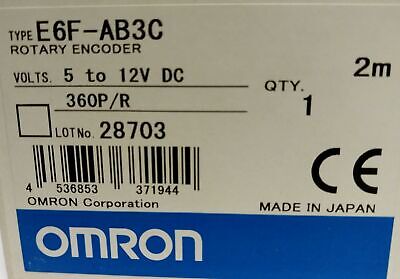 TYPE E6F-AB3C
ROTARY ENCODER
VOLTS. 5 to 12V DC
2m
360P/R
QTY.
1
LOT No. 28703
4 536853 371944
CE
OMRON Corporation
MADE IN JAPAN
OMRON